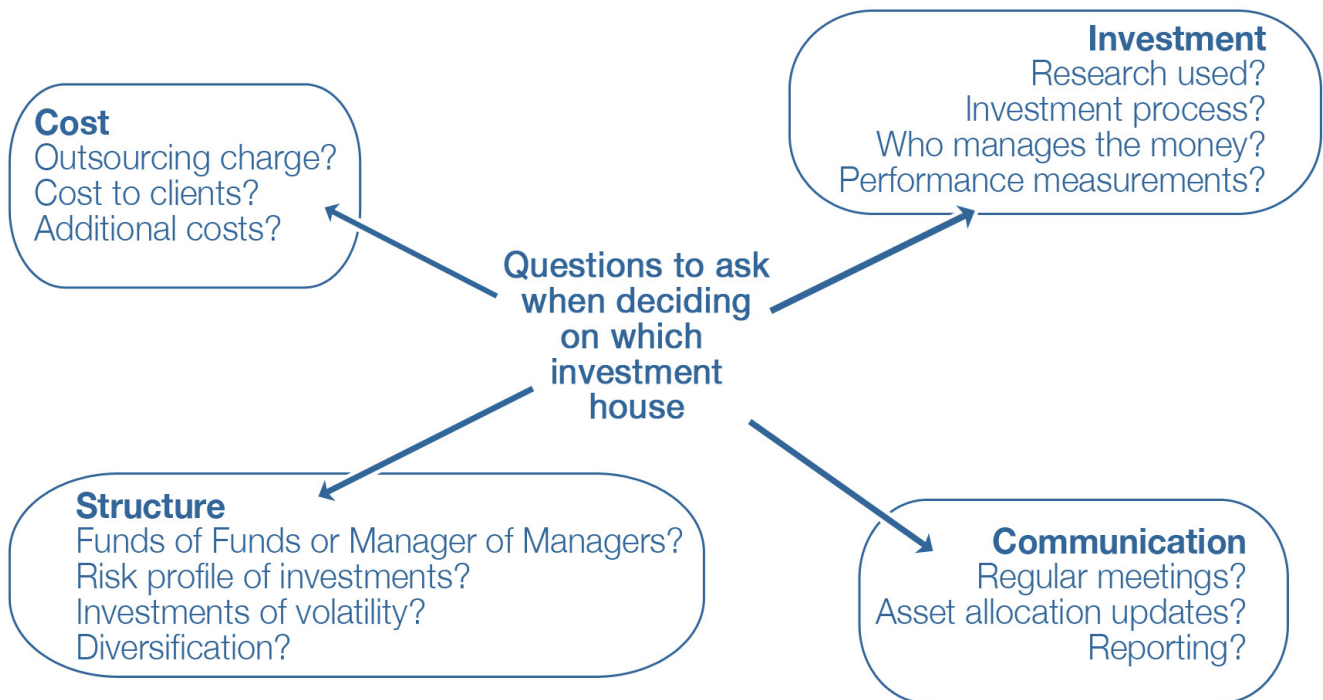 Investment
Research used?
Investment process?
Who manages the money?
Performance measurements?
Cost
Outsourcing charge?
Cost to clients?
Additional costs?
Questions to ask
when deciding
on which
investment
house
Structure
Funds of Funds or Manager of Managers?
Risk profile of investments?
Investments of volatility?
Diversification?
Communication
Regular meetings?
Asset allocation updates?
Reporting?